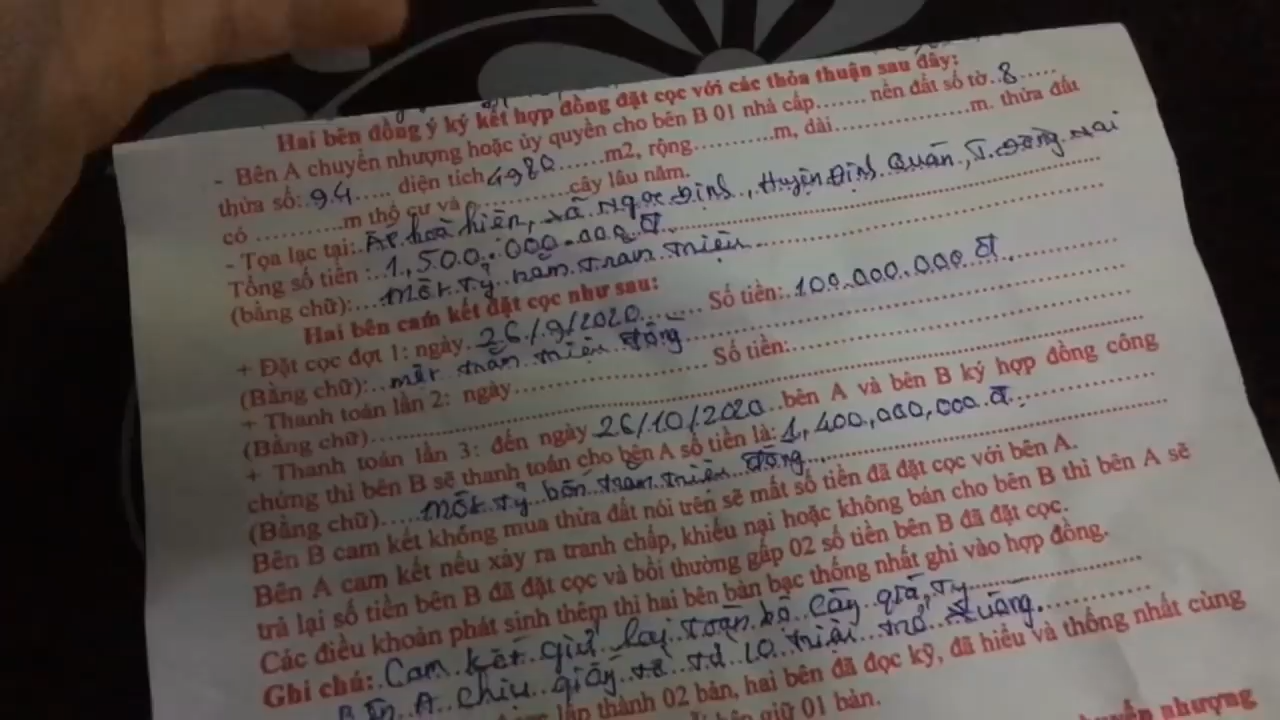 Hai bên đồng ý ký kết hợp đồng đặt cọc với các thỏa thuận sau đây:
- Bên A chuyển nhượng hoặc ủy quyền cho bên B 01 nhà cấp....... nền đất số tờ..8.....
thửa số: 94..... diện tích 4980......m2, rộng..........m, dài.................m. thửa đất
có ..........m thổ cư và ............cây lâu năm.
- Tọa lạc tại: Ấp hoà hiên, xã Ngọc Định, Huyện Định Quán, T. Đồng Nai
Tổng số tiền : 1,500.000.000 đ
(bằng chữ):...Một tỷ năm trăm triệu
Hai bên cam kết đặt cọc như sau:
+ Đặt cọc đợt 1: ngày 26/9/2020....... Số tiền: 100.000.000 đ
(Bằng chữ): một trăm triệu đồng
+ Thanh toán lần 2: ngày.......................... Số tiền:..........................
(Bằng chữ)..........................
+ Thanh toán lần 3: đến ngày 26/10/2020..bên A và bên B ký hợp đồng công
chứng thì bên B sẽ thanh toán cho bên A số tiền là: 1,400,000,000 đ
(Bằng chữ).....Một tỷ bốn trăm triệu đồng
Bên B cam kết không mua thửa đất nói trên sẽ mất số tiền đã đặt cọc với bên A.
Bên A cam kết nếu xảy ra tranh chấp, khiếu nại hoặc không bán cho bên B thì bên A sẽ
trả lại số tiền bên B đã đặt cọc và bồi thường gấp 02 số tiền bên B đã đặt cọc.
Các điều khoản phát sinh thêm thì hai bên bàn bạc thống nhất ghi vào hợp đồng.
Ghi chú: Cam kết giữ lại toàn bộ cây giá tỵ
Bên A chịu giấy tờ từ 10 triệu trở xuống.
lập thành 02 bản, hai bên đã đọc kỹ, đã hiểu và thống nhất cùng
giữ 01 bản.
nhượng